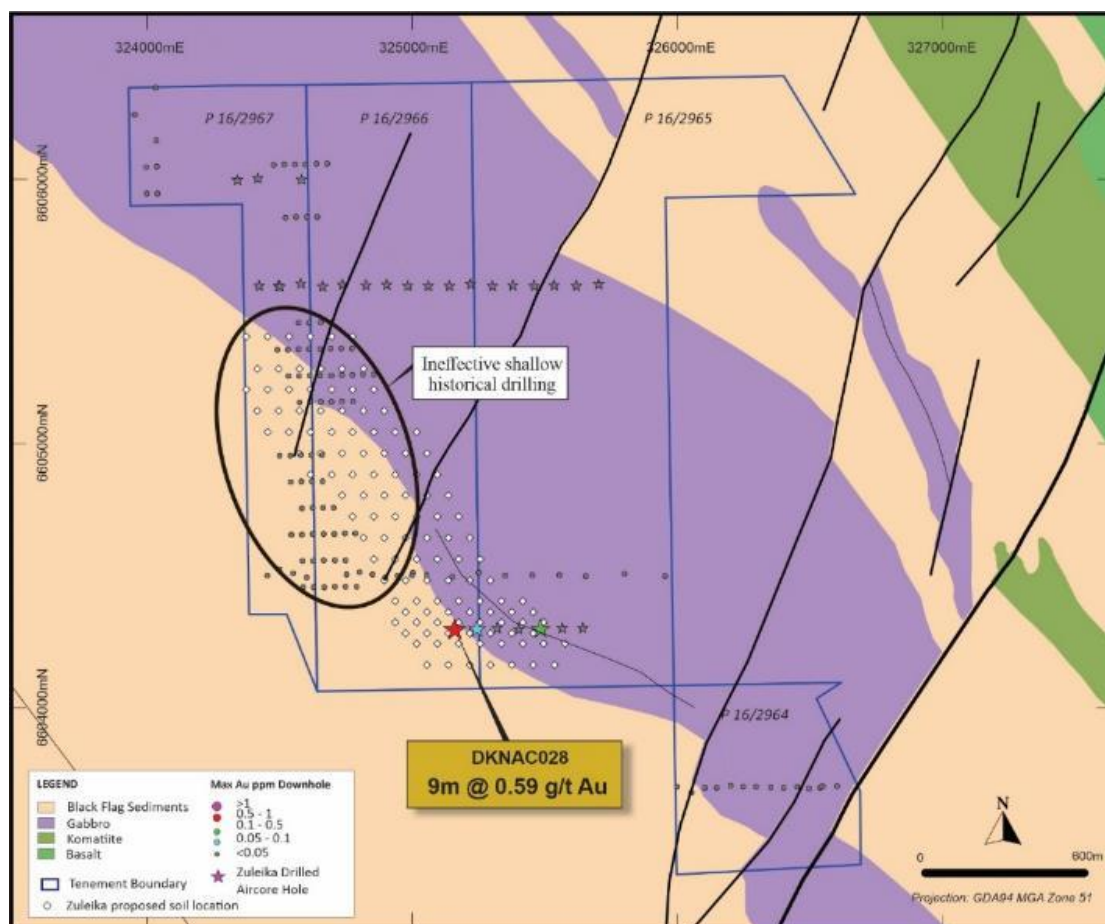 324000mE
325000mE
326000mE
327000mE
P 16/2967
P 16/2966
P 16/2965
6606000mN
Ineffective shallow
historical drilling
6605000mN
6604000mN
P 16/2964
DKNAC028
9m @ 0.59 g/t Au
LEGEND
Black Flag Sediments
Gabbro
Komatiite
Basalt
Tenement Boundary
Zuleika proposed soil location
Max Au ppm Downhole
>1
0.5 - 1
0.1 - 0.5
0.05 - 0.1
<0.05
Zuleika Drilled
Aircore Hole
N
0
600m
Projection: GDA94 MGA Zone 51